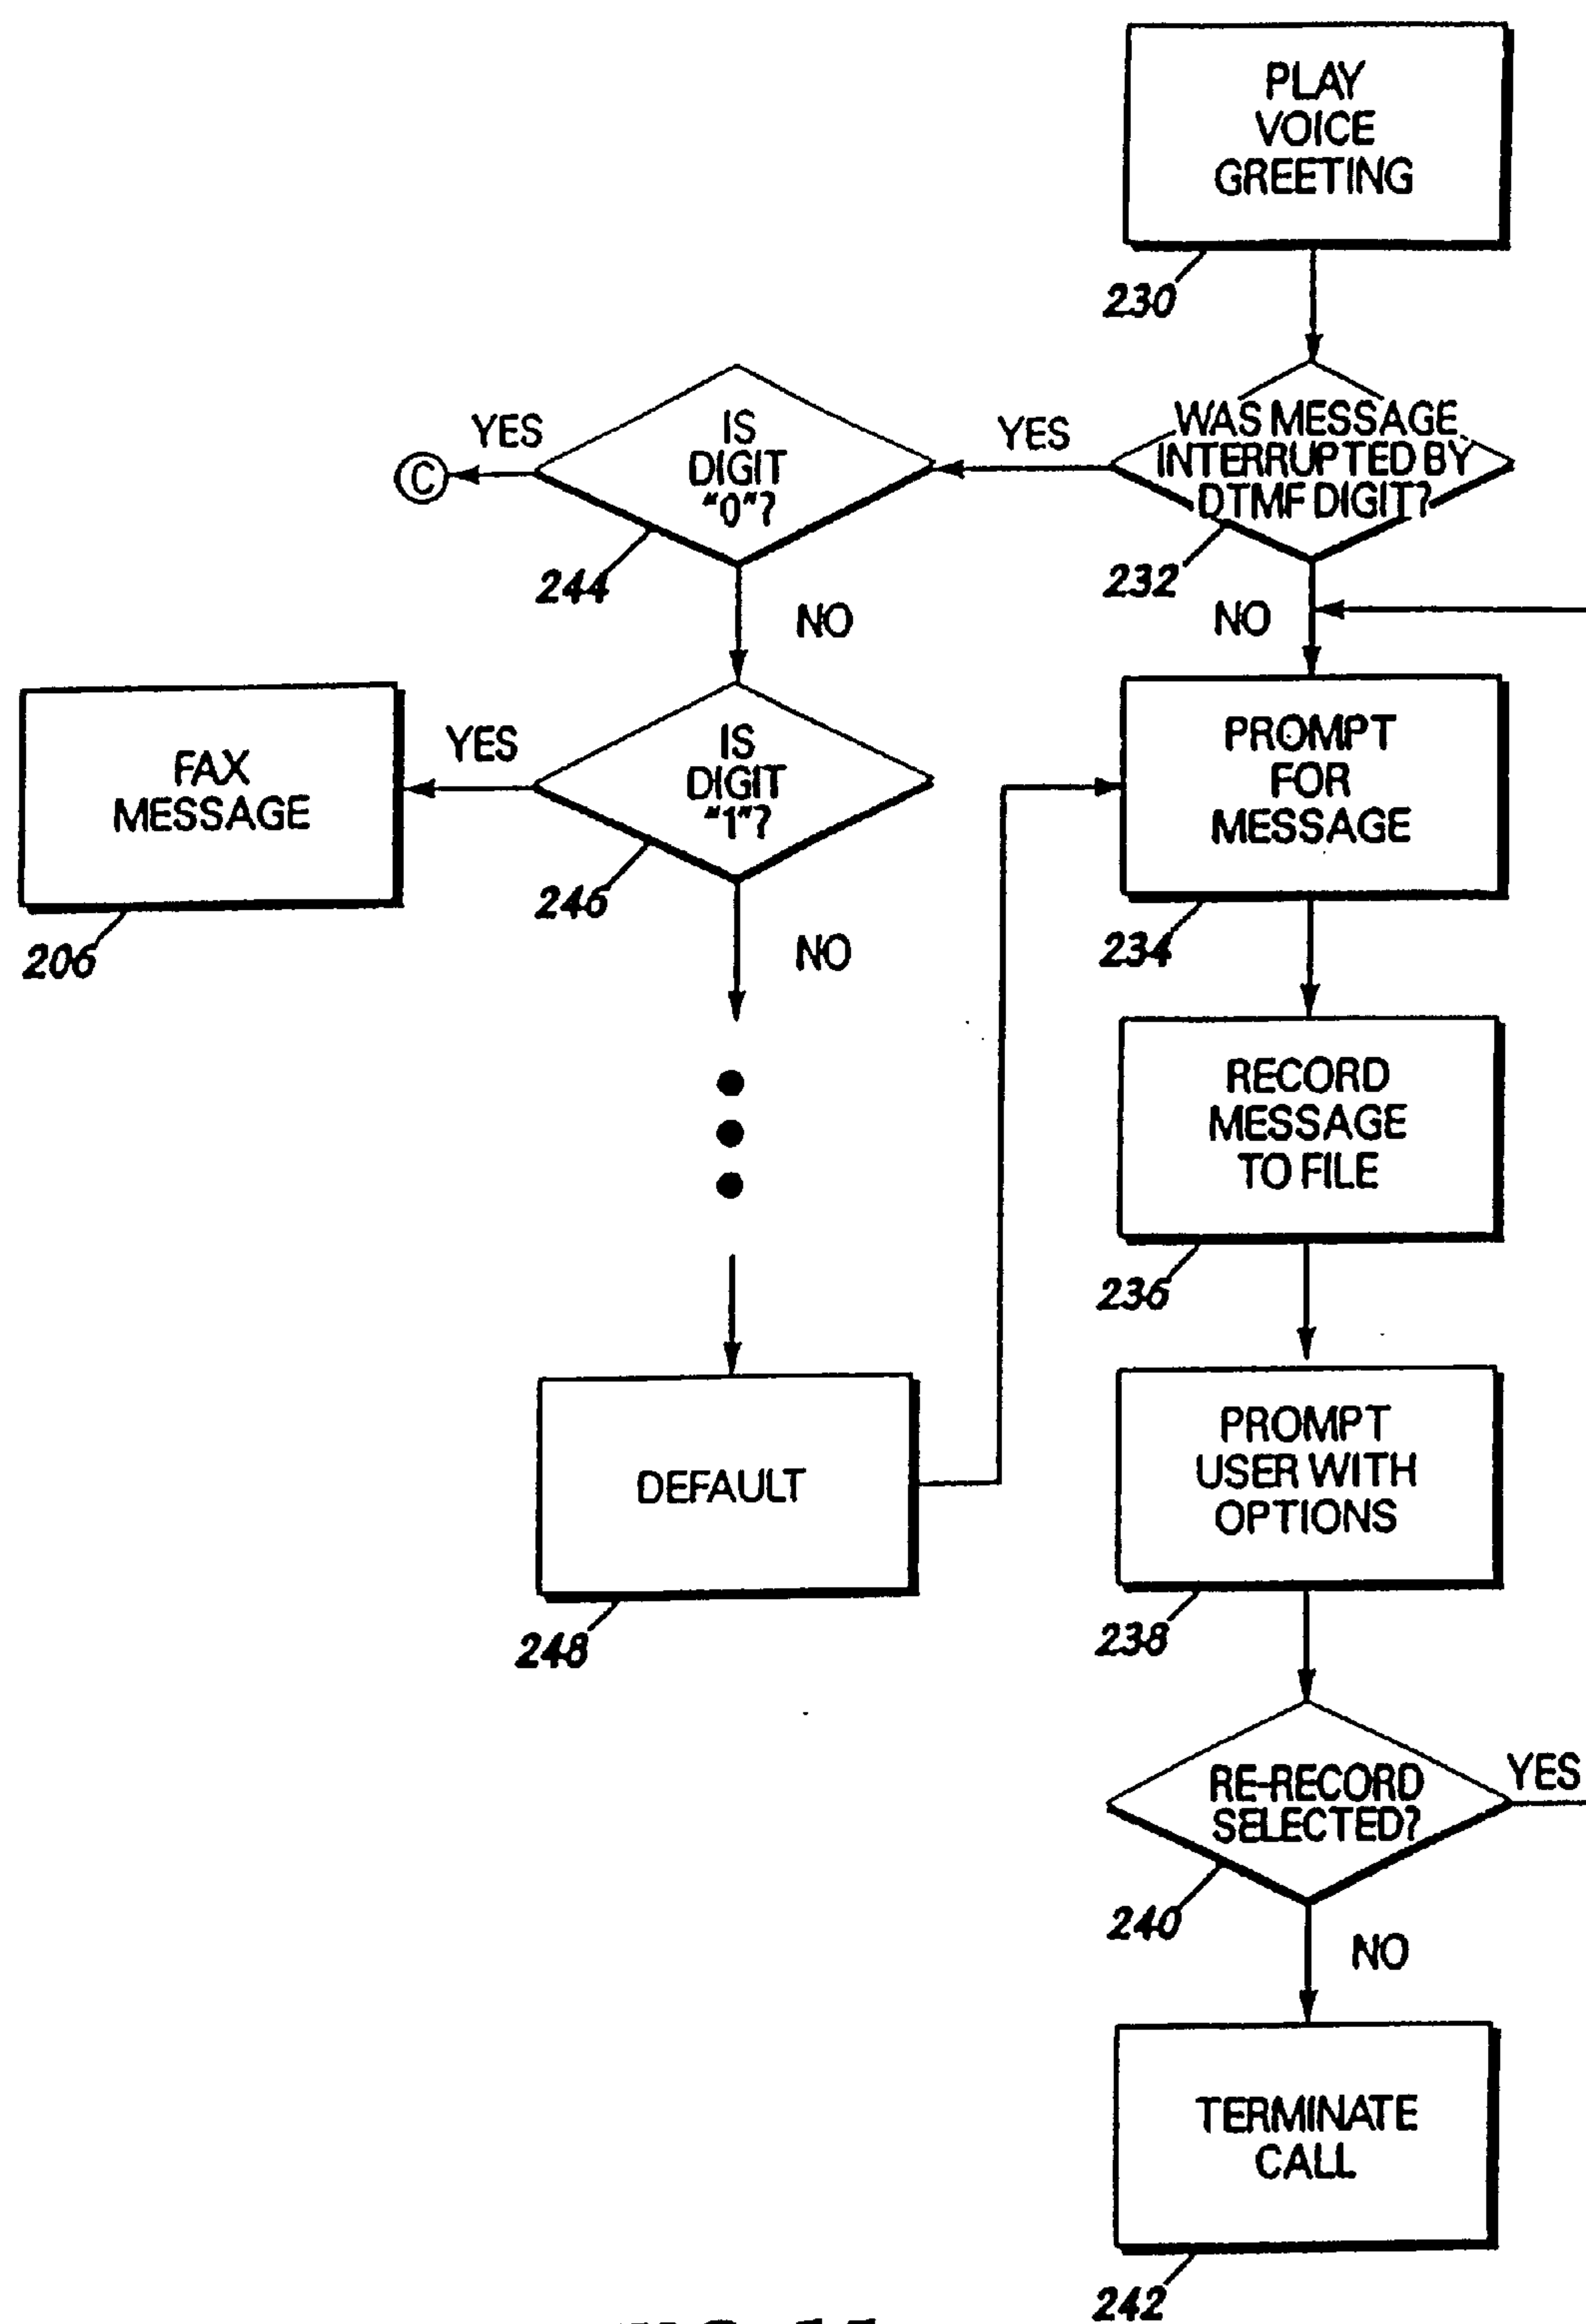 PLAY
VOICE
GREETING
230
WAS MESSAGE
INTERRUPTED BY
DTMF DIGIT?
232
YES
NO
IS
DIGIT
"0"?
244
YES
C
NO
IS
DIGIT
"1"?
246
YES
FAX
MESSAGE
206
NO
DEFAULT
248
PROMPT
FOR
MESSAGE
234
RECORD
MESSAGE
TO FILE
236
PROMPT
USER WITH
OPTIONS
238
RE-RECORD
SELECTED?
240
YES
NO
TERMINATE
CALL
242